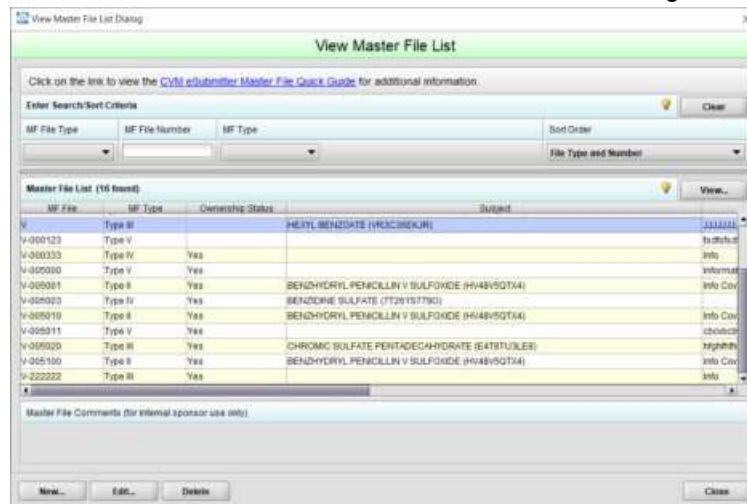 View Master File List Dialog
View Master File List
Click on the link to view the CVM eSubmitter Master File Quick Guide for additional information.
Enter Search/Sort Criteria Clear
MF File Type MF File Number MF Type Sort Order
File Type and Number
Master File List (16 found) View...
MF File MF Type Ownership Status Subject
V Type III HEXYL BENZOATE
V-000123 Type V
V-000333 Type IV Yes Info
V-005000 Type V Yes Informat
V-005001 Type II Yes BENZHYDRYL PENICILLIN V SULFOXIDE (HV48V5QTX4) Info Cov
V-005003 Type IV Yes BENZIDINE SULFATE
V-005010 Type II Yes BENZHYDRYL PENICILLIN V SULFOXIDE (HV48V5QTX4) Info Cov
V-005011 Type V Yes
V-005020 Type III Yes CHROMIC SULFATE PENTADECAHYDRATE (E4T8TU3LE8)
V-005100 Type II Yes BENZHYDRYL PENICILLIN V SULFOXIDE (HV48V5QTX4) Info Cov
V-222222 Type III Yes Info
Master File Comments (for internal sponsor use only)
New... Edit... Delete Close